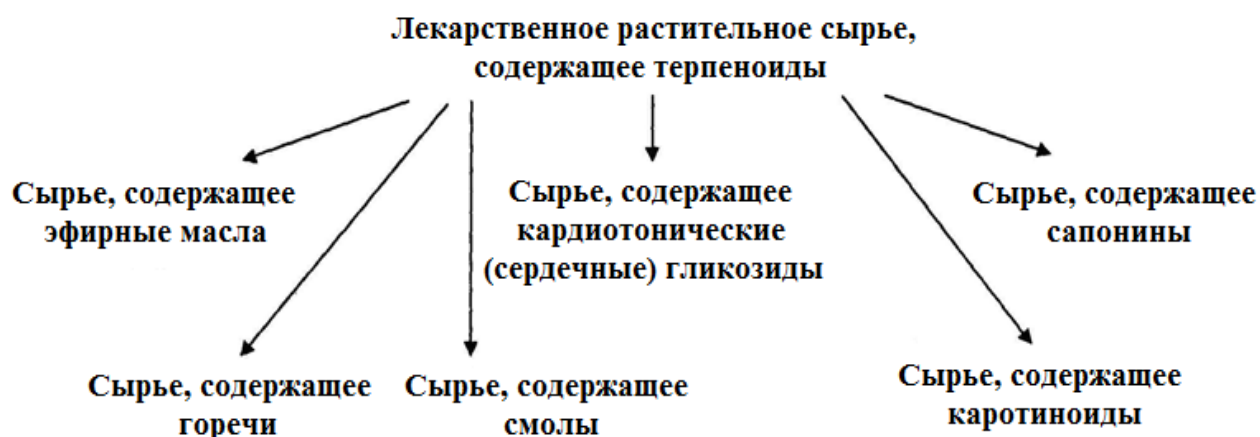 Лекарственное растительное сырье,
содержащее терпеноиды
Сырье, содержащее
эфирные масла
Сырье, содержащее
кардиотонические
(сердечные) гликозиды
Сырье, содержащее
сапонины
Сырье, содержащее
горечи
Сырье, содержащее
смолы
Сырье, содержащее
каротиноиды